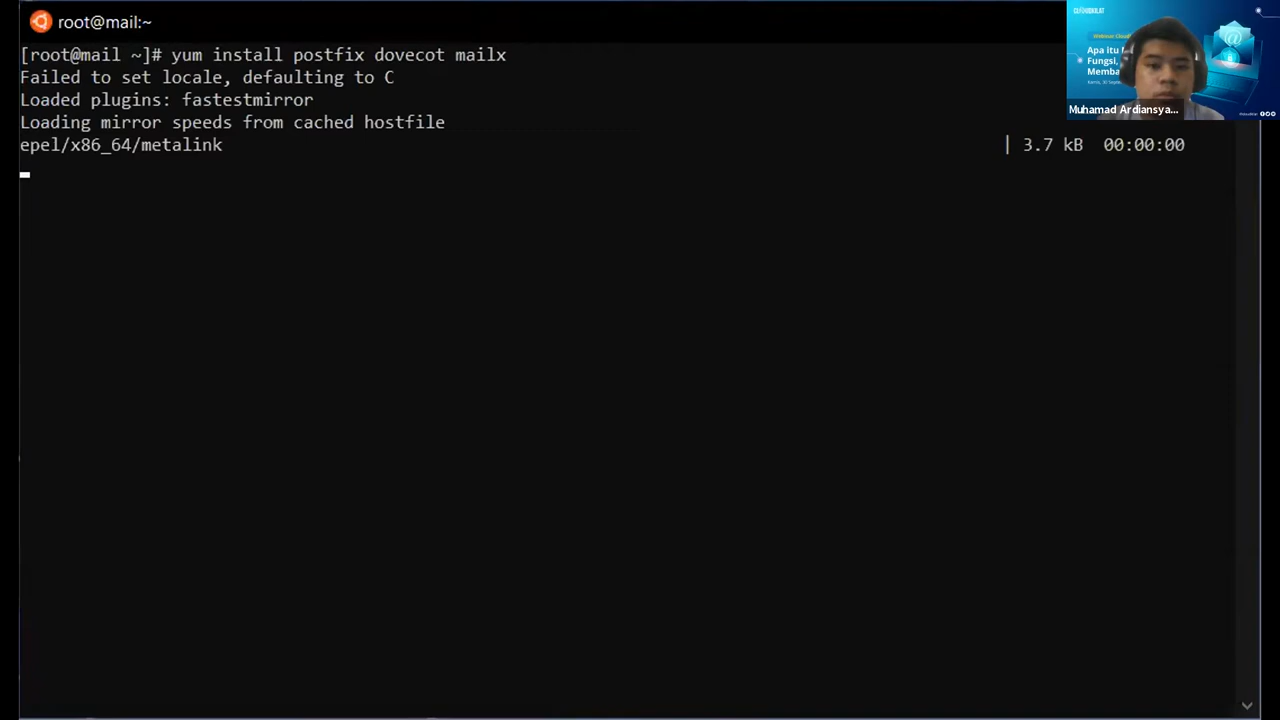 root@mail:~
[root@mail ~]# yum install postfix dovecot mailx
Failed to set locale, defaulting to C
Loaded plugins: fastestmirror
Loading mirror speeds from cached hostfile
epel/x86_64/metalink | 3.7 kB 00:00:00
Apa itu
Fungsi,
Memba
Muhamad Ardiansya...